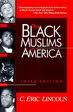 BLACK
MUSLIMS
IN
AMERICA
THIRD EDITION
C. ERIC LINCOLN